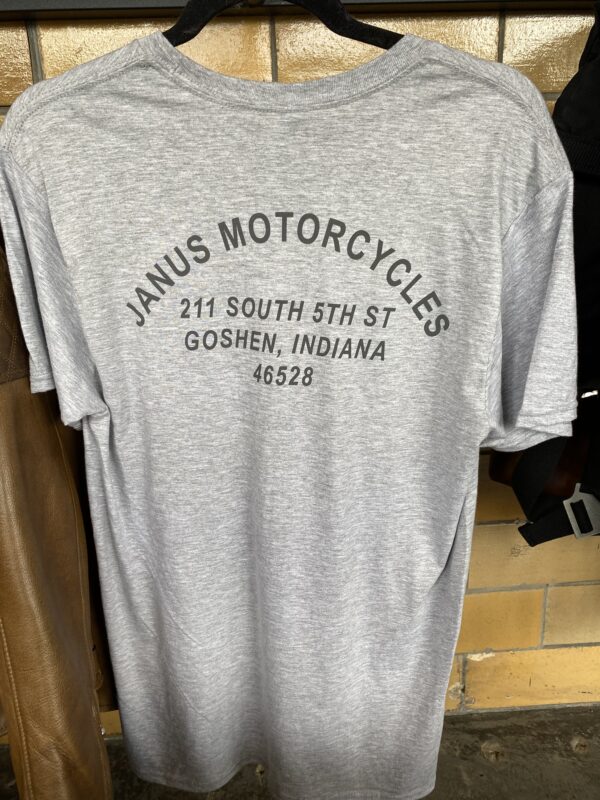 JANUS MOTORCYCLES
211 SOUTH 5TH ST
GOSHEN, INDIANA
46528